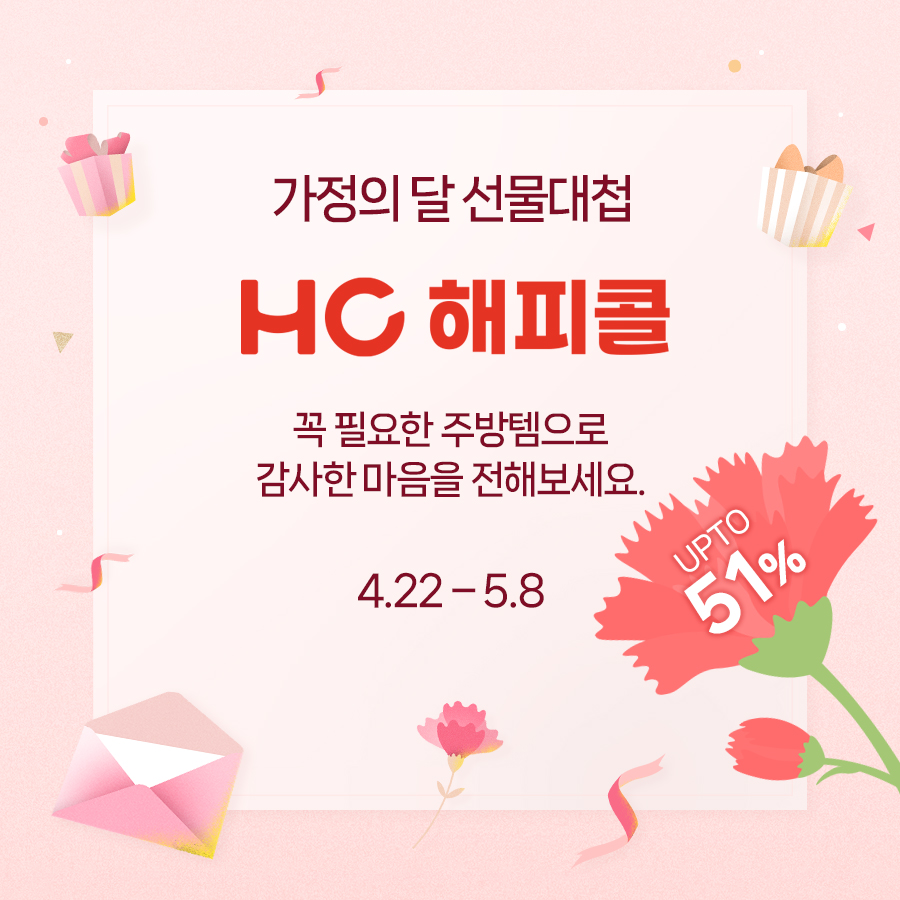 가정의 달 선물대첩
HC 해피콜
꼭 필요한 주방템으로
감사한 마음을 전해보세요.
UPTO
51%
4.22 – 5.8